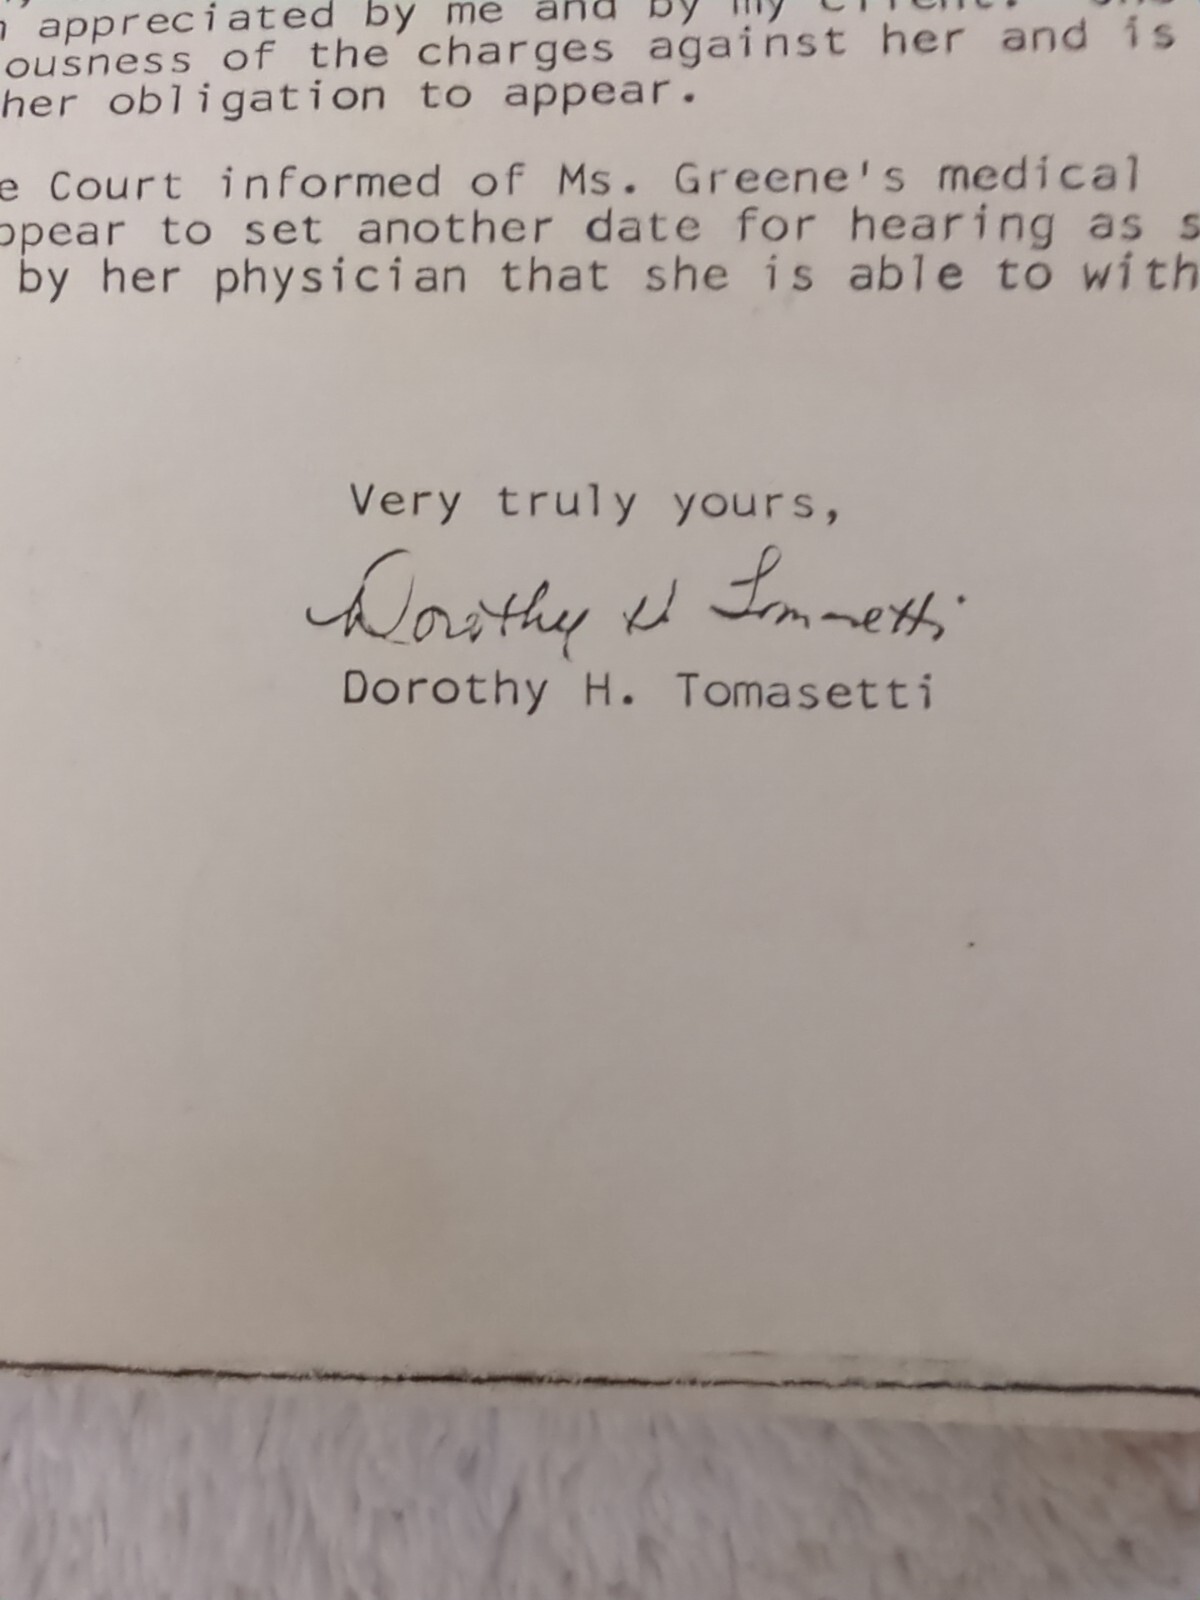 appreciated by me and by my client.
ousness of the charges against her and is
her obligation to appear.
e Court informed of Ms. Greene's medical
ppear to set another date for hearing as s
by her physician that she is able to with
Very truly yours,
Dorothy H Tomasetti
Dorothy H. Tomasetti